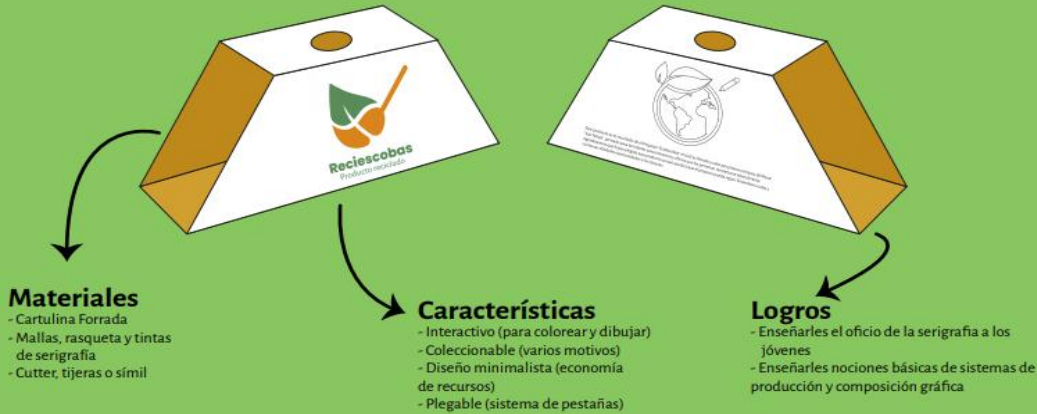 Reciescobas
Producto reciclado
Materiales
- Cartulina Forrada
- Mallas, rasqueta y tintas
de serigrafía
- Cutter, tijeras o símil
Características
- Interactivo (para colorear y dibujar)
- Coleccionable (varios motivos)
- Diseño minimalista (economía
de recursos)
- Plegable (sistema de pestañas)
Logros
- Enseñarles el oficio de la serigrafia a los
jóvenes
- Enseñarles nociones básicas de sistemas de
producción y composición gráfica